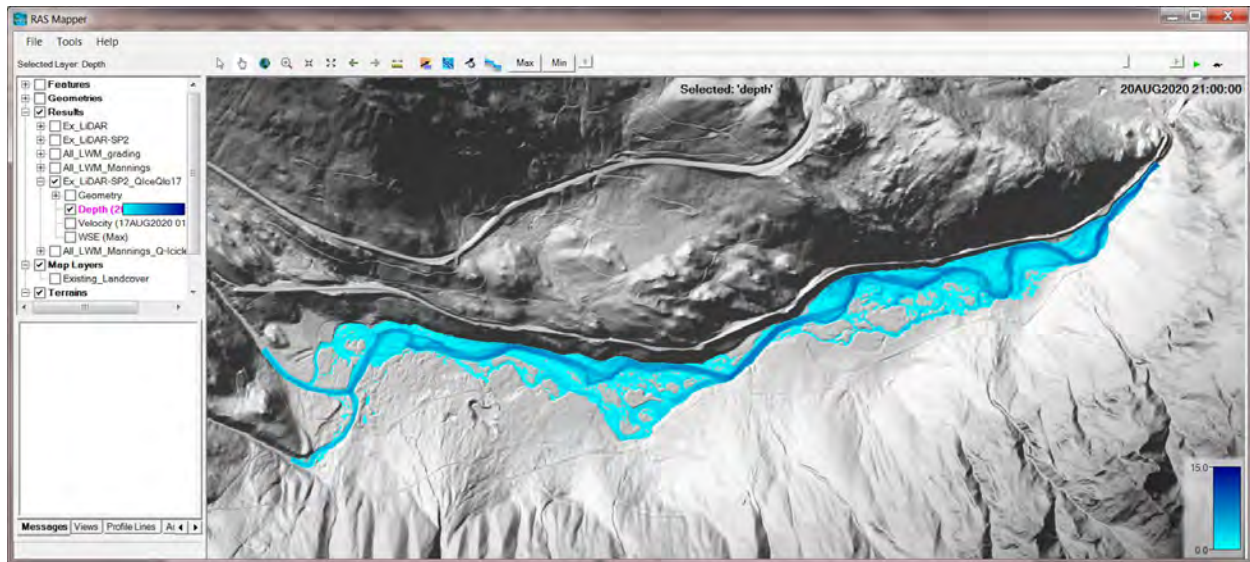 RAS Mapper
File Tools Help
Selected Layer: Depth
Max Min
Features
Geometries
Results
Ex_LiDAR
Ex_LiDAR-SP2
All_LWM_grading
All_LWM_Mannings
Ex_LiDAR-SP2_QIceQlo17
Geometry
Depth (2
Velocity (17AUG2020 01
WSE (Max)
All_LWM_Mannings_Q-Icicl
Map Layers
Existing_Landcover
Terrains
Messages Views Profile Lines
Selected: 'depth'
20AUG2020 21:00:00
15.0
0.0